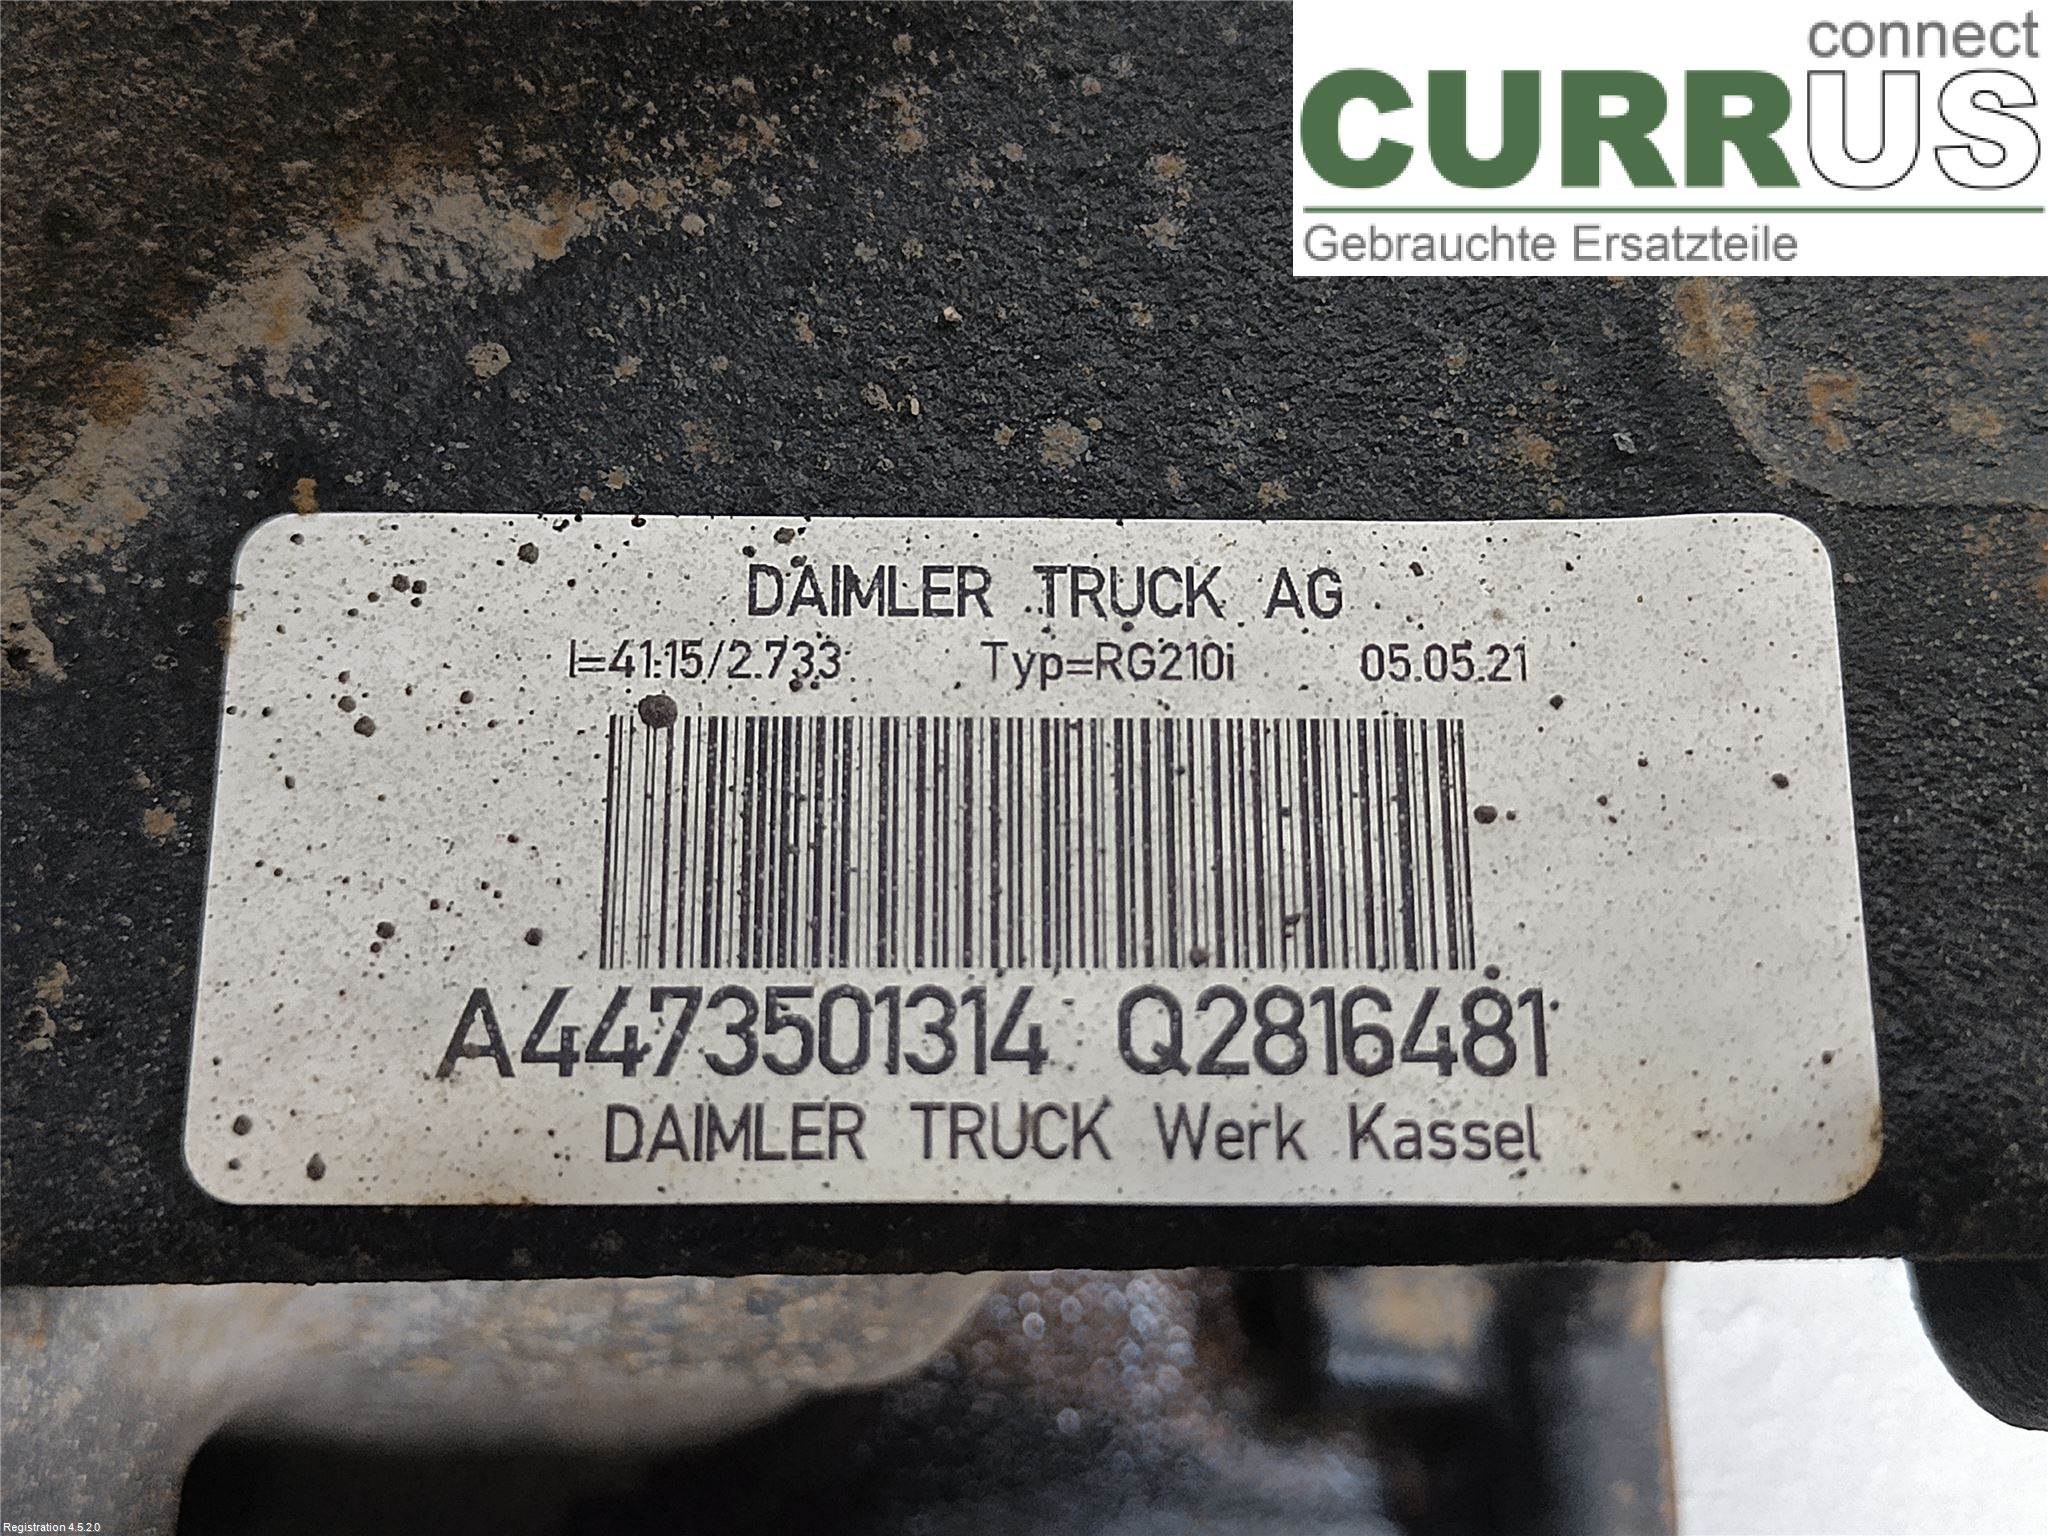 connect
CURRUS
Gebrauchte Ersatzteile
DAIMLER TRUCK AG
I=41:15/2.733 Typ=RG210i 05.05.21
A4473501314 Q2816481
DAIMLER TRUCK Werk Kassel
Registration 4.5.2.0